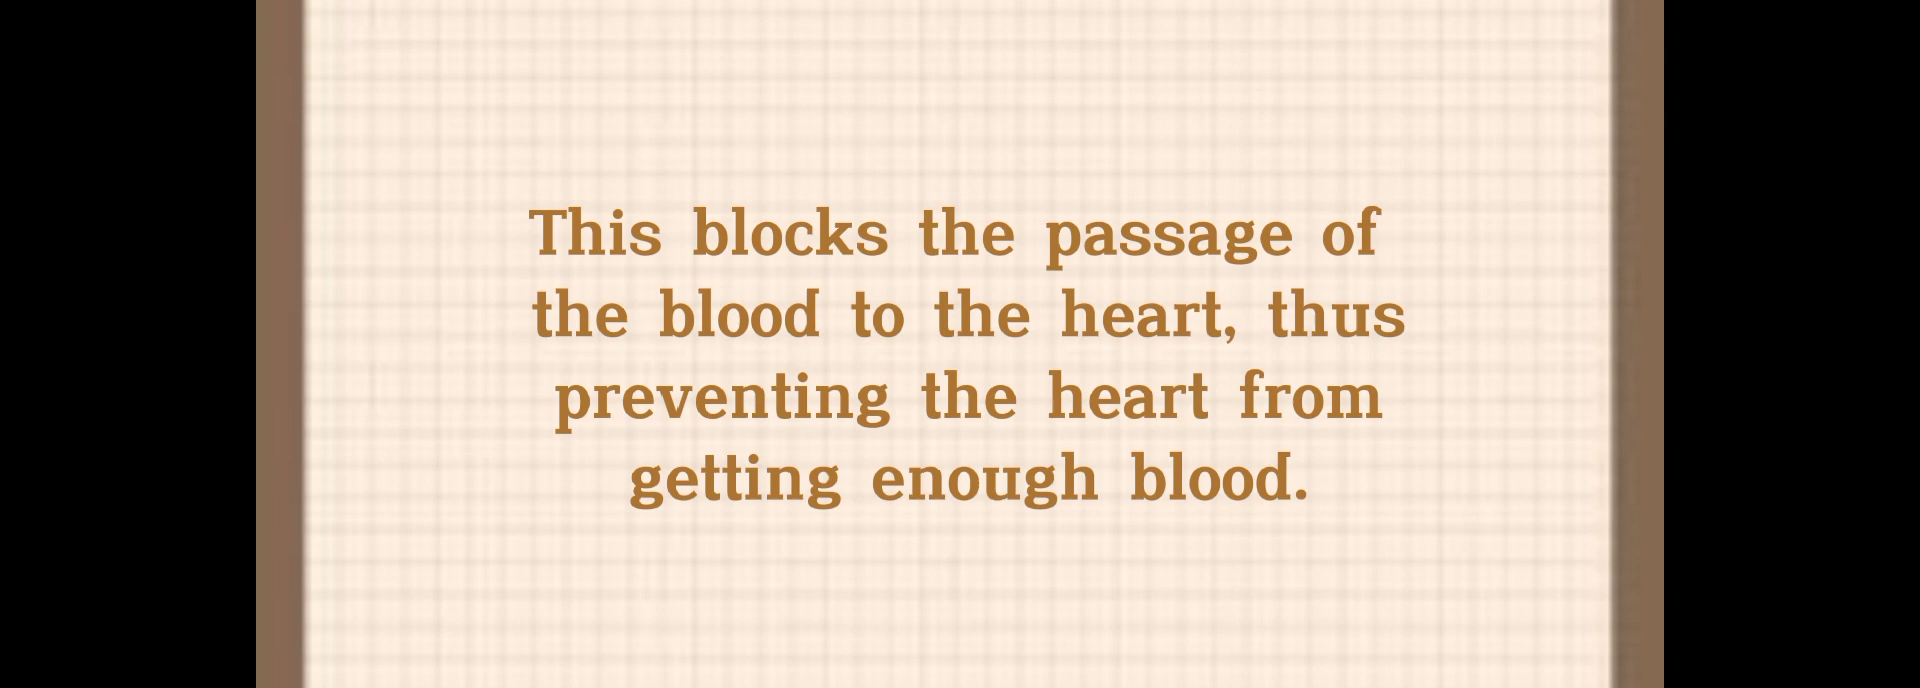 This blocks the passage of
the blood to the heart, thus
preventing the heart from
getting enough blood.